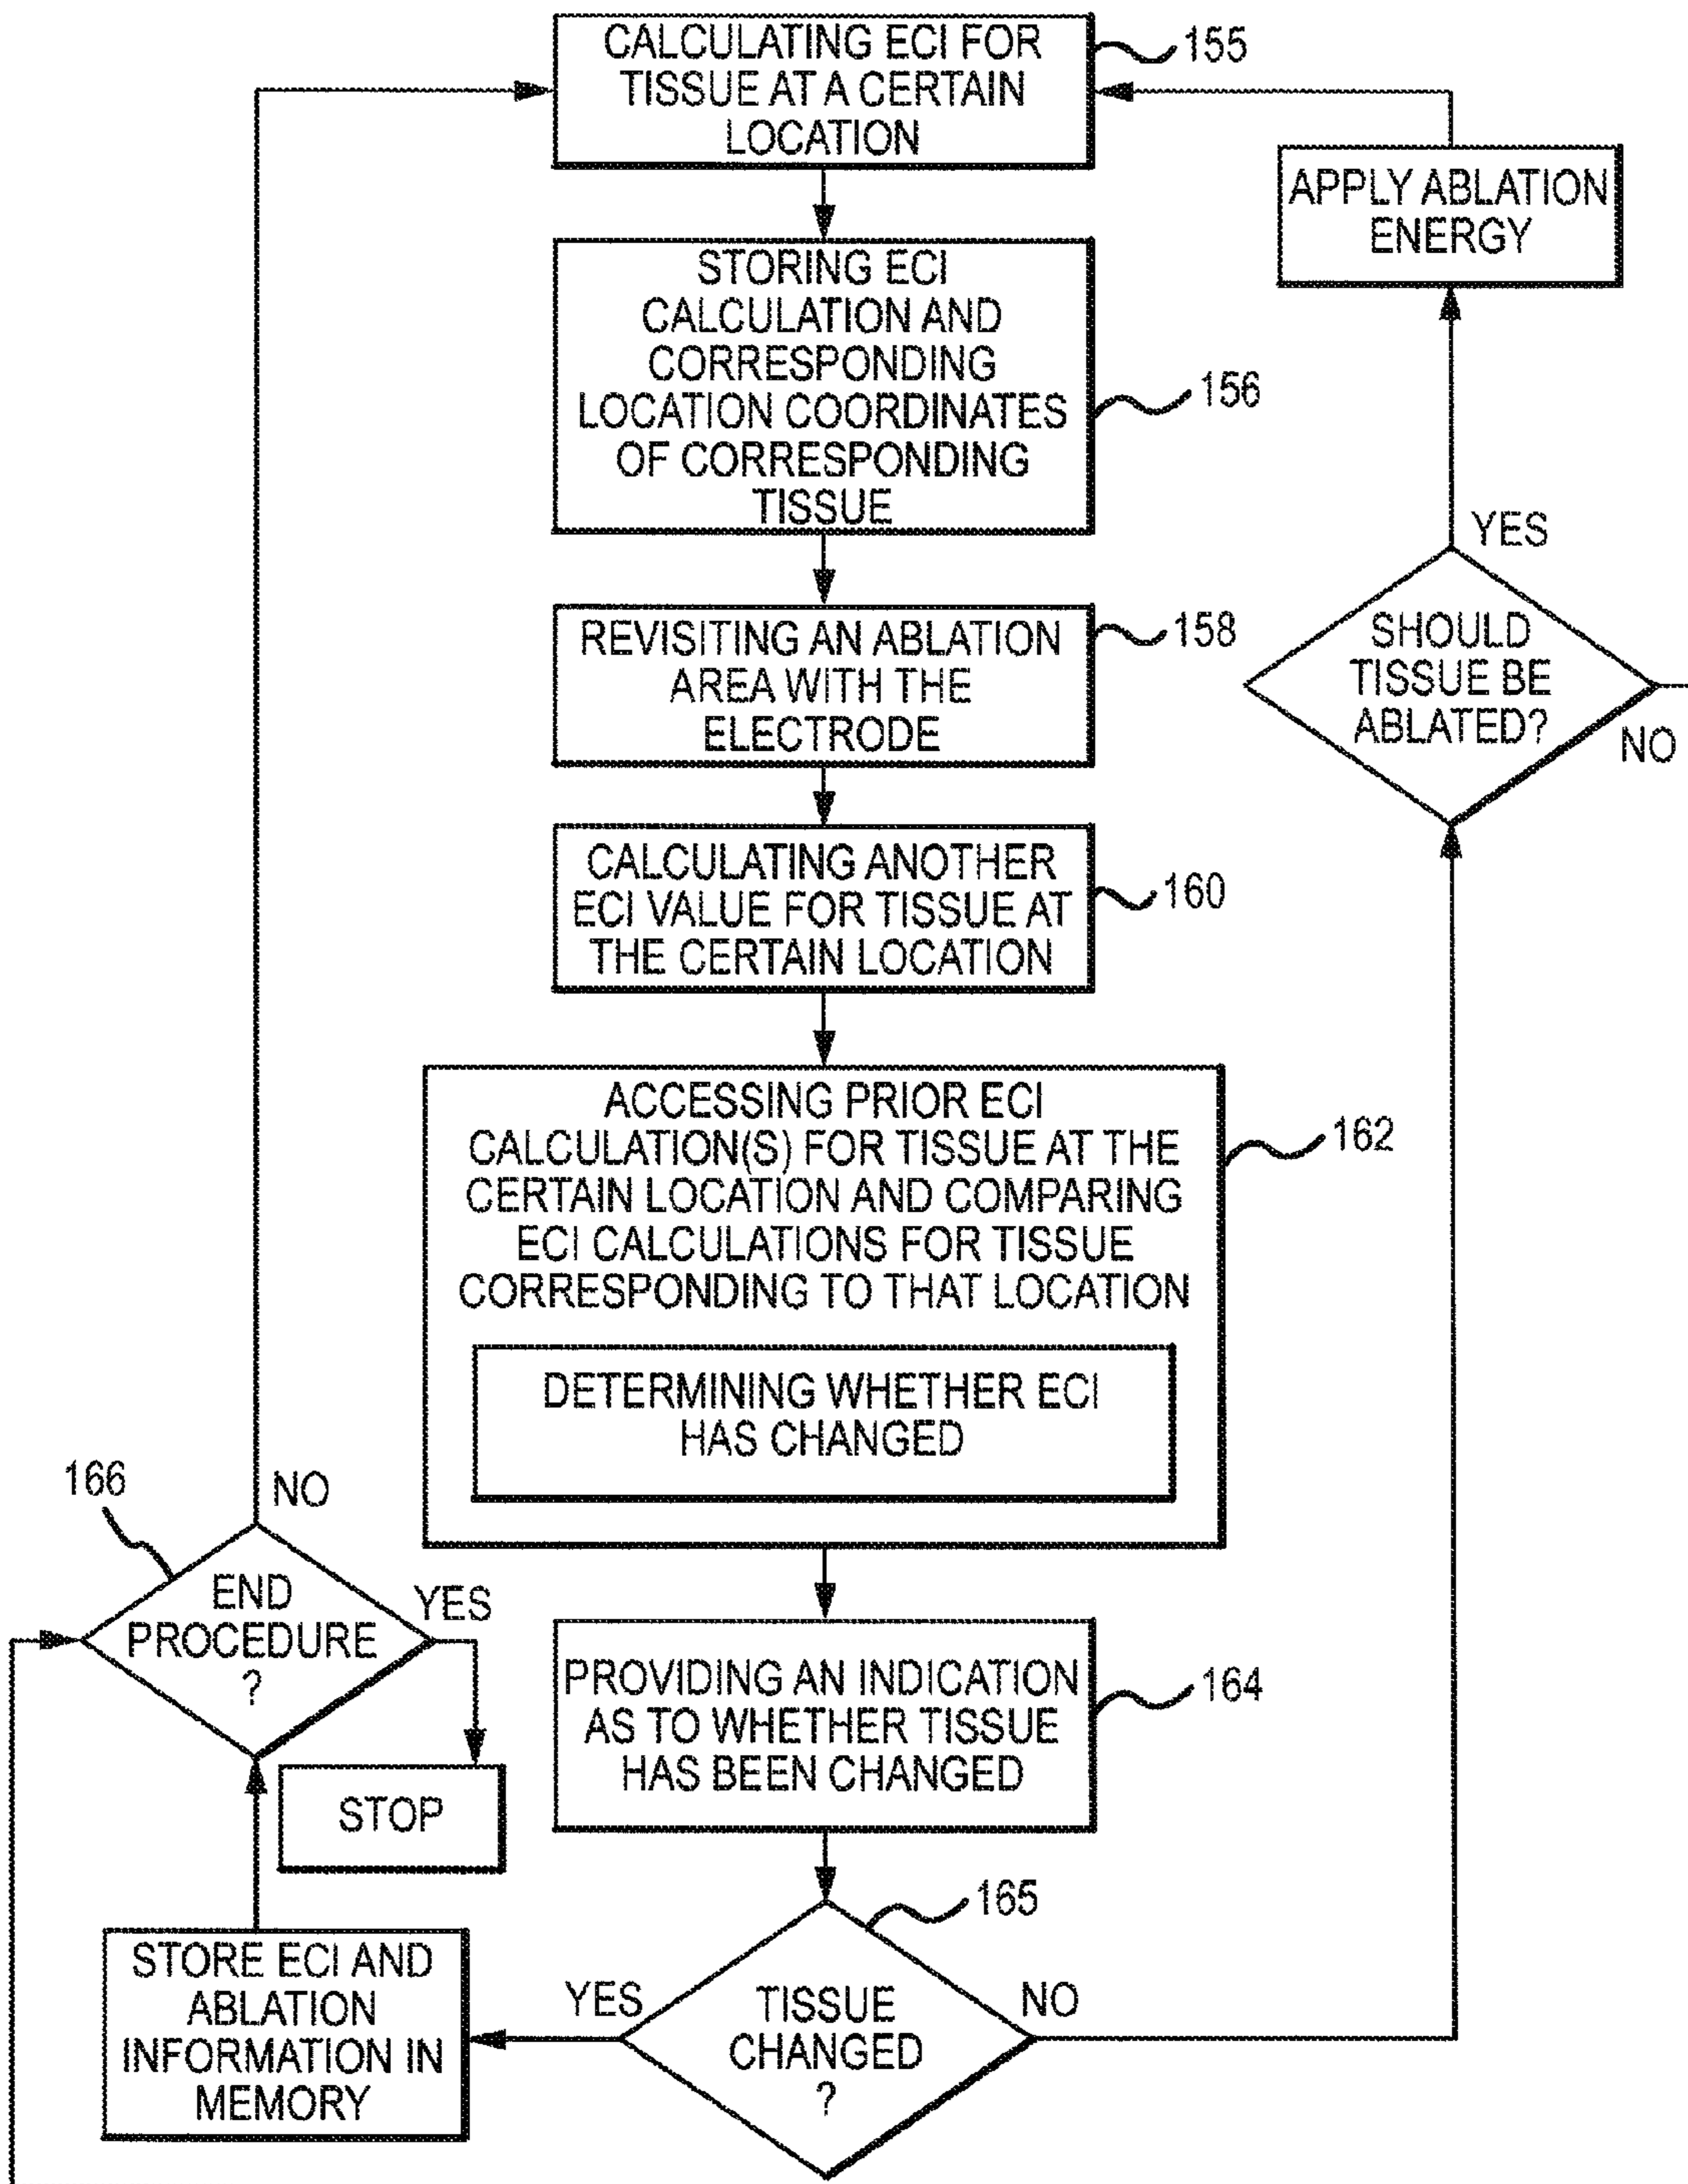 CALCULATING ECI FOR
TISSUE AT A CERTAIN
LOCATION
155
APPLY ABLATION
ENERGY
STORING ECI
CALCULATION AND
CORRESPONDING
LOCATION COORDINATES
OF CORRESPONDING
TISSUE
156
YES
SHOULD
TISSUE BE
ABLATED?
NO
REVISITING AN ABLATION
AREA WITH THE
ELECTRODE
158
CALCULATING ANOTHER
ECI VALUE FOR TISSUE AT
THE CERTAIN LOCATION
160
ACCESSING PRIOR ECI
CALCULATION(S) FOR TISSUE AT THE
CERTAIN LOCATION AND COMPARING
ECI CALCULATIONS FOR TISSUE
CORRESPONDING TO THAT LOCATION
162
DETERMINING WHETHER ECI
HAS CHANGED
166
NO
END
PROCEDURE
?
YES
STOP
PROVIDING AN INDICATION
AS TO WHETHER TISSUE
HAS BEEN CHANGED
164
165
TISSUE
CHANGED
?
YES
NO
STORE ECI AND
ABLATION
INFORMATION IN
MEMORY